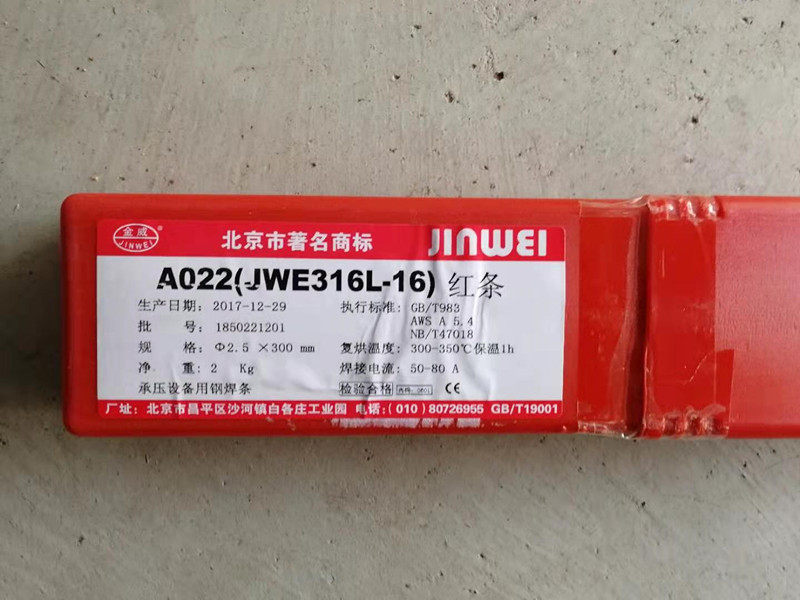 金威
JINWEI
北京市著名商标
JINWEI
A022(JWE316L-16) 红条
生产日期: 2017-12-29
执行标准: GB/T983
AWS A 5.4
NB/T47018
批 号: 1850221201
规 格: Φ2.5 ×300 mm
复烘温度: 300-350℃保温1h
净 重: 2 Kg
焊接电流: 50-80 A
承压设备用钢焊条
检验合格
CE
厂址: 北京市昌平区沙河镇白各庄工业园 电话:(010)80726955 GB/T19001